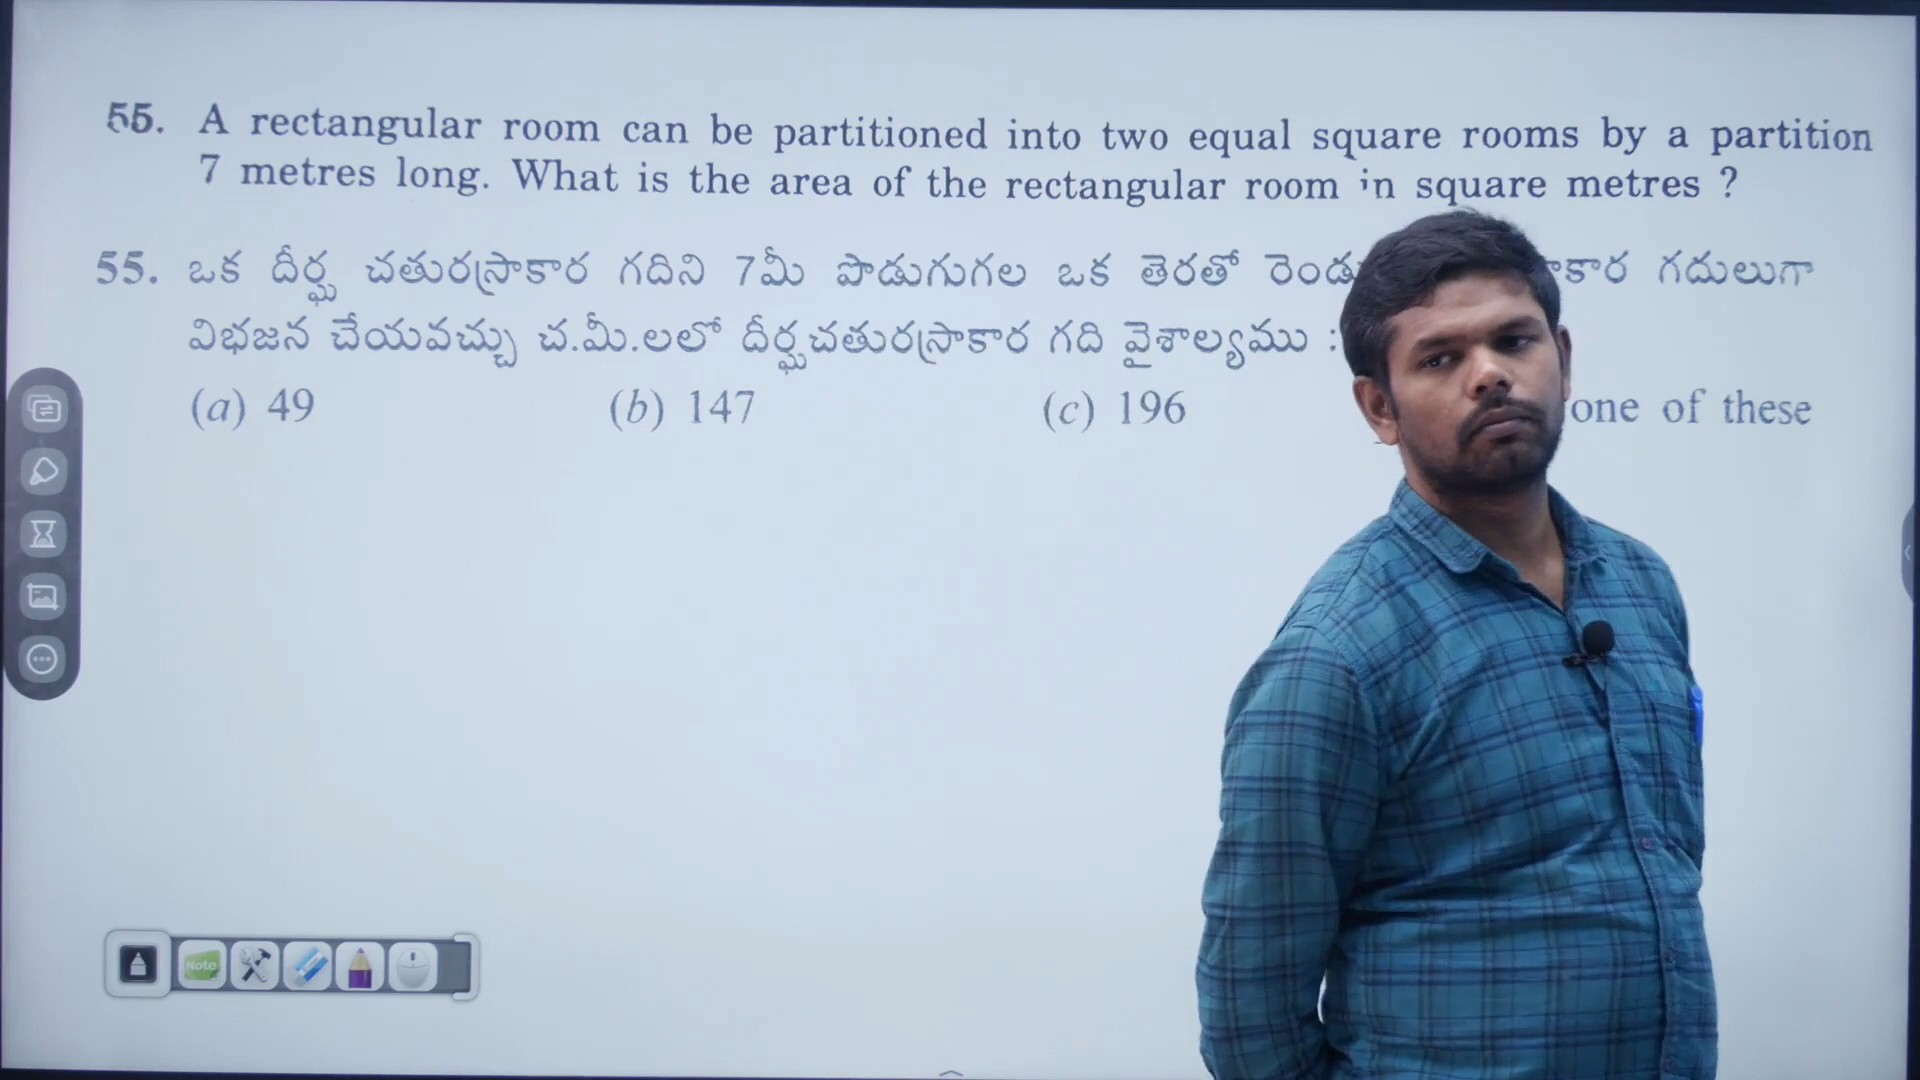 55. A rectangular room can be partitioned into two equal square rooms by a partition
7 metres long. What is the area of the rectangular room in square metres ?
55. ఒక దీర్ఘ చతురస్రాకార గదిని 7మీ పొడుగుగల ఒక తెరతో గదులుగా
విభజన చేయవచ్చు చ.మీ.లలో దీర్ఘచతురస్రాకార గది వైశాల్యము :
(a) 49 (b) 147 (c) 196 of these
Note